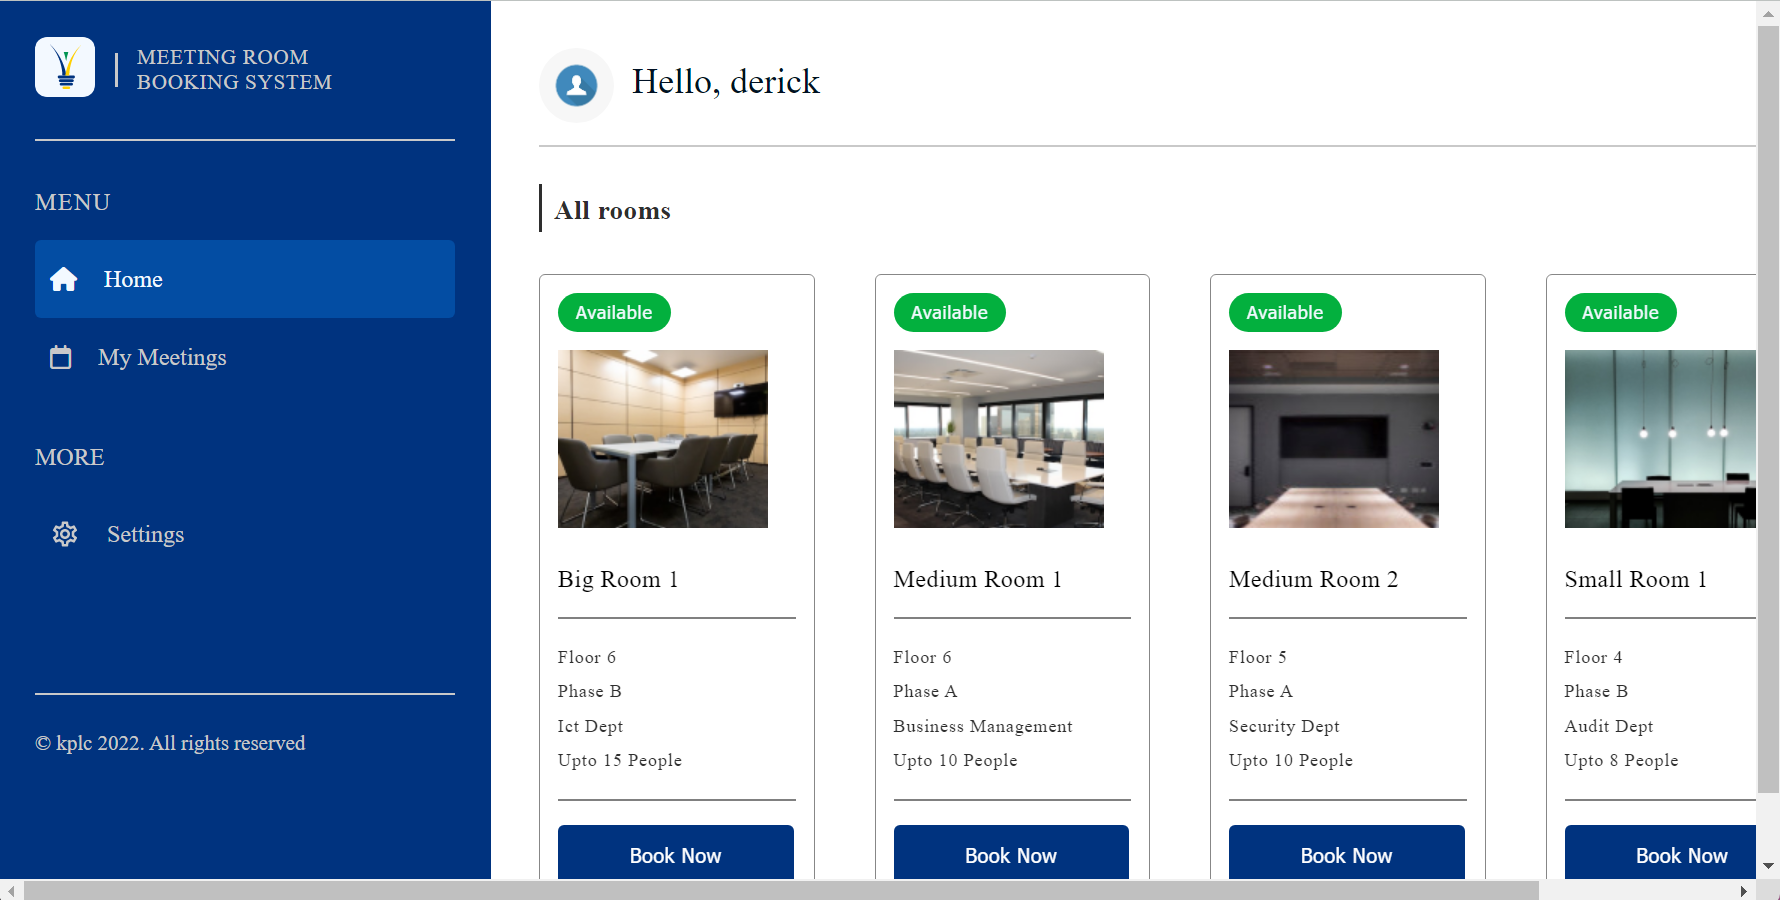 MEETING ROOM
BOOKING SYSTEM
MENU
Home
My Meetings
MORE
Settings
© kplc 2022. All rights reserved
Hello, derick
All rooms
Available
Big Room 1
Floor 6
Phase B
Ict Dept
Upto 15 People
Book Now
Available
Medium Room 1
Floor 6
Phase A
Business Management
Upto 10 People
Book Now
Available
Medium Room 2
Floor 5
Phase A
Security Dept
Upto 10 People
Book Now
Available
Small Room 1
Floor 4
Phase B
Audit Dept
Upto 8 People
Book Now